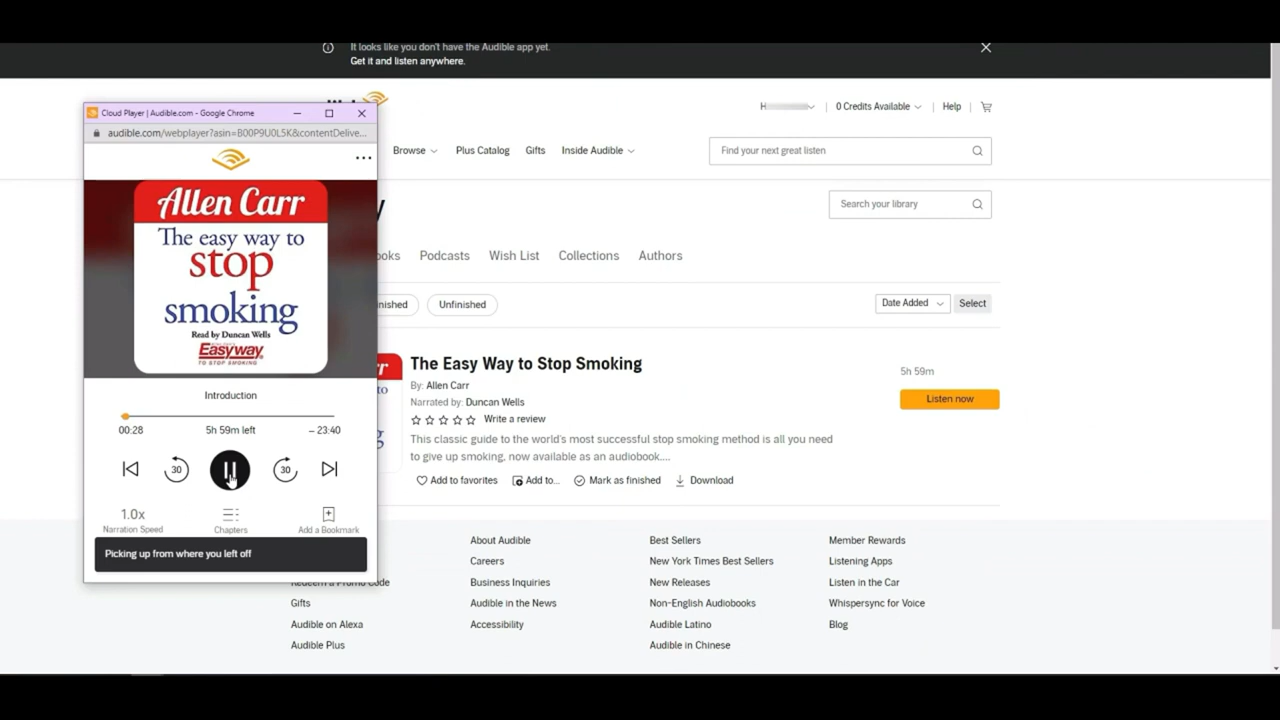 It looks like you don't have the Audible app yet.
Get it and listen anywhere.
Cloud Player | Audible.com - Google Chrome
audible.com/webplayer?asin=B00P9U0L5K&contentDelive...
H
0 Credits Available
Help
Browse
Plus Catalog
Gifts
Inside Audible
Find your next great listen
Search your library
Podcasts
Wish List
Collections
Authors
Unfinished
Date Added
Select
Allen Carr
The easy way to
stop
smoking
Read by Duncan Wells
Easyway
TO STOP SMOKING
Introduction
00:28
5h 59m left
– 23:40
30
30
1.0x
Narration Speed
Chapters
Add a Bookmark
Picking up from where you left off
The Easy Way to Stop Smoking
By: Allen Carr
Narrated by: Duncan Wells
Write a review
This classic guide to the world's most successful stop smoking method is all you need
to give up smoking, now available as an audiobook....
Add to favorites
Add to...
Mark as finished
Download
5h 59m
Listen now
Redeem a Promo Code
Gifts
Audible on Alexa
Audible Plus
About Audible
Careers
Business Inquiries
Audible in the News
Accessibility
Best Sellers
New York Times Best Sellers
New Releases
Non-English Audiobooks
Audible Latino
Audible in Chinese
Member Rewards
Listening Apps
Listen in the Car
Whispersync for Voice
Blog